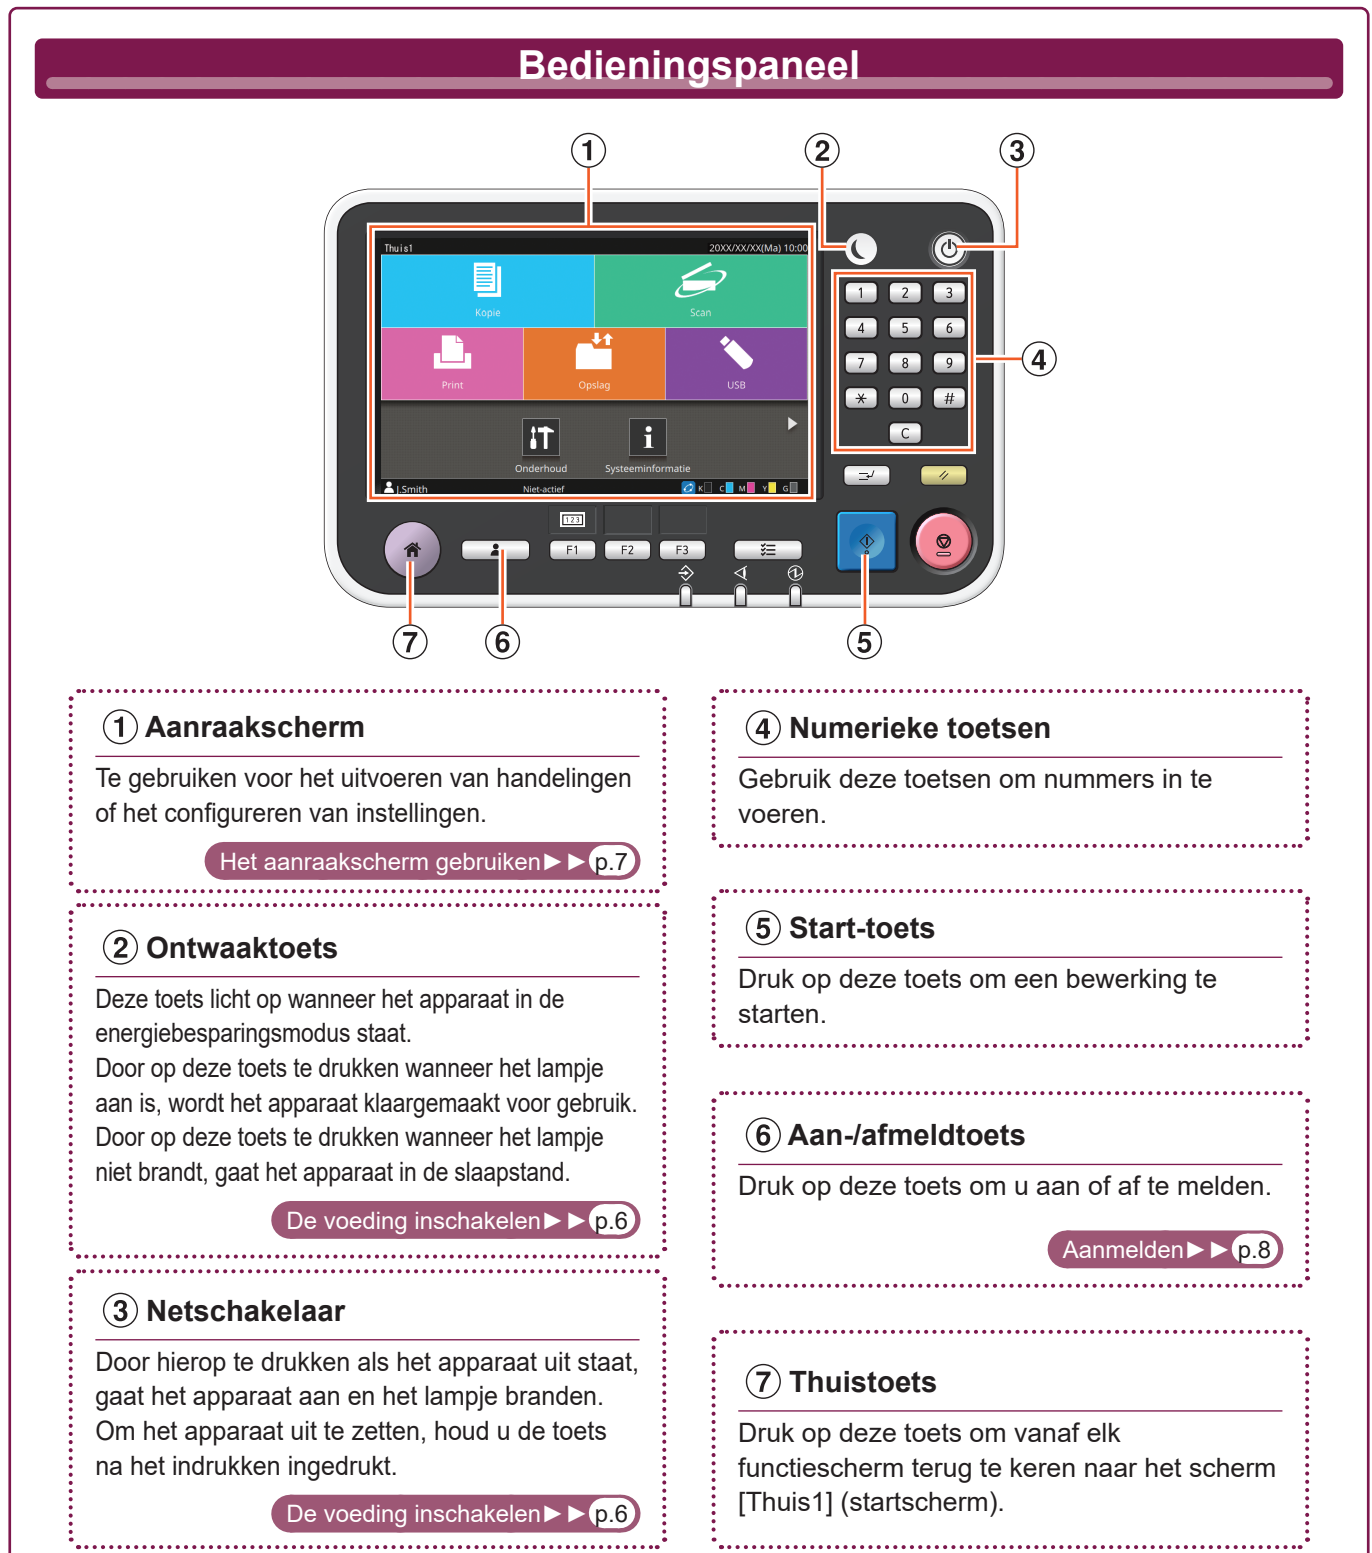 Bedieningspaneel
1 2 3
Thuis1 20XX/XX/XX(Ma) 10:00
Kopie Scan
Print Opslag USB
Onderhoud Systeeminformatie
J.Smith Niet-actief K C M Y G
1 2 3
4 5 6
7 8 9
* 0 #
C
4
123
F1 F2 F3
7 6 5
1 Aanraakscherm
Te gebruiken voor het uitvoeren van handelingen
of het configureren van instellingen.
Het aanraakscherm gebruiken►►p.7
2 Ontwaaktoets
Deze toets licht op wanneer het apparaat in de
energiebesparingsmodus staat.
Door op deze toets te drukken wanneer het lampje
aan is, wordt het apparaat klaargemaakt voor gebruik.
Door op deze toets te drukken wanneer het lampje
niet brandt, gaat het apparaat in de slaapstand.
De voeding inschakelen►►p.6
3 Netschakelaar
Door hierop te drukken als het apparaat uit staat,
gaat het apparaat aan en het lampje branden.
Om het apparaat uit te zetten, houd u de toets
na het indrukken ingedrukt.
De voeding inschakelen►►p.6
4 Numerieke toetsen
Gebruik deze toetsen om nummers in te
voeren.
5 Start-toets
Druk op deze toets om een bewerking te
starten.
6 Aan-/afmeldtoets
Druk op deze toets om u aan of af te melden.
Aanmelden►►p.8
7 Thuistoets
Druk op deze toets om vanaf elk
functiescherm terug te keren naar het scherm
[Thuis1] (startscherm).